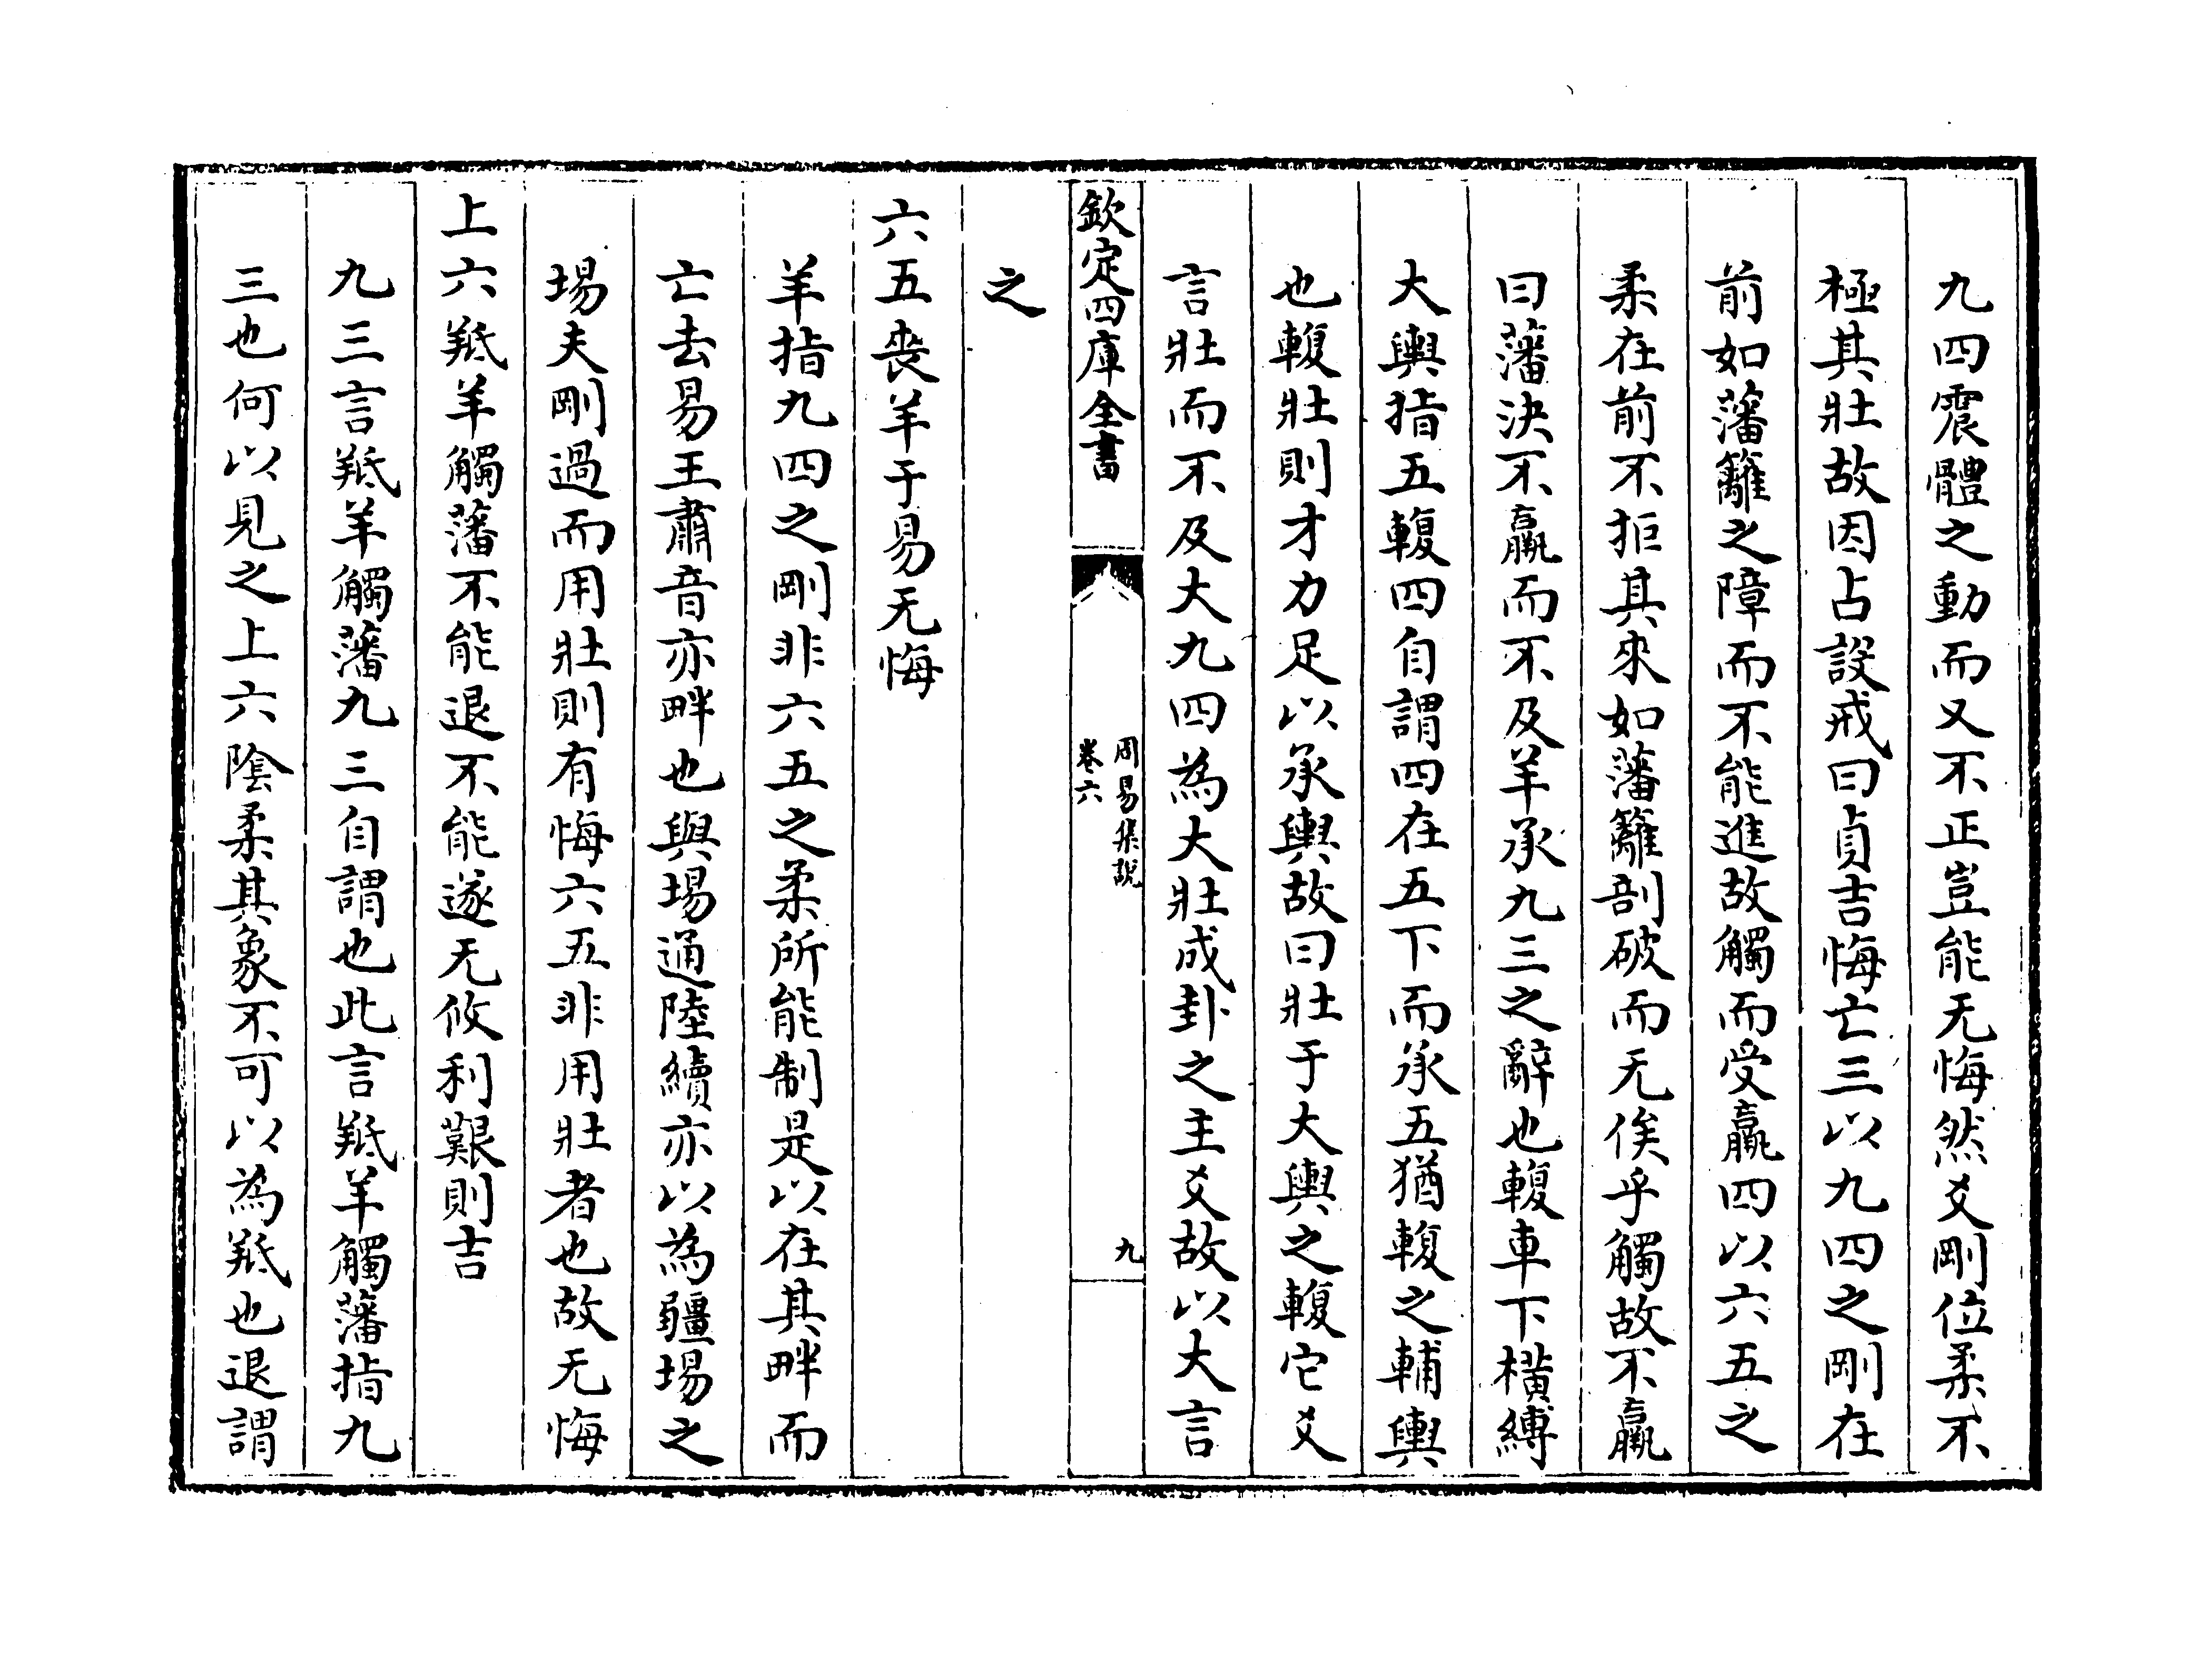 九四震體之動而又不正豈能无悔然爻剛位柔不
極其壯故因占設戒曰貞吉悔亡三以九四之剛在
前如藩籬之障而不能進故觸而受羸四以六五之
柔在前不拒其來如藩籬剖破而无俟乎觸故不羸
曰藩決不羸而不及羊承九三之辭也輹車下橫縛
大輿指五輹四自謂四在五下而承五猶輹之輔輿
也輹壯則才力足以承輿故曰壯于大輿之輹它爻
言壯而不及大九四為大壯成卦之主爻故以大言
欽定四庫全書
周易集說
卷六
九
之
六五喪羊于易无悔
羊指九四之剛非六五之柔所能制是以在其畔而
亡去易王肅音亦畔也與埸通陸績亦以為疆埸之
埸夫剛過而用壯則有悔六五非用壯者也故无悔
上六羝羊觸藩不能退不能遂无攸利艱則吉
九三言羝羊觸藩九三自謂也此言羝羊觸藩指九
三也何以見之上六陰柔其象不可以為羝也退謂